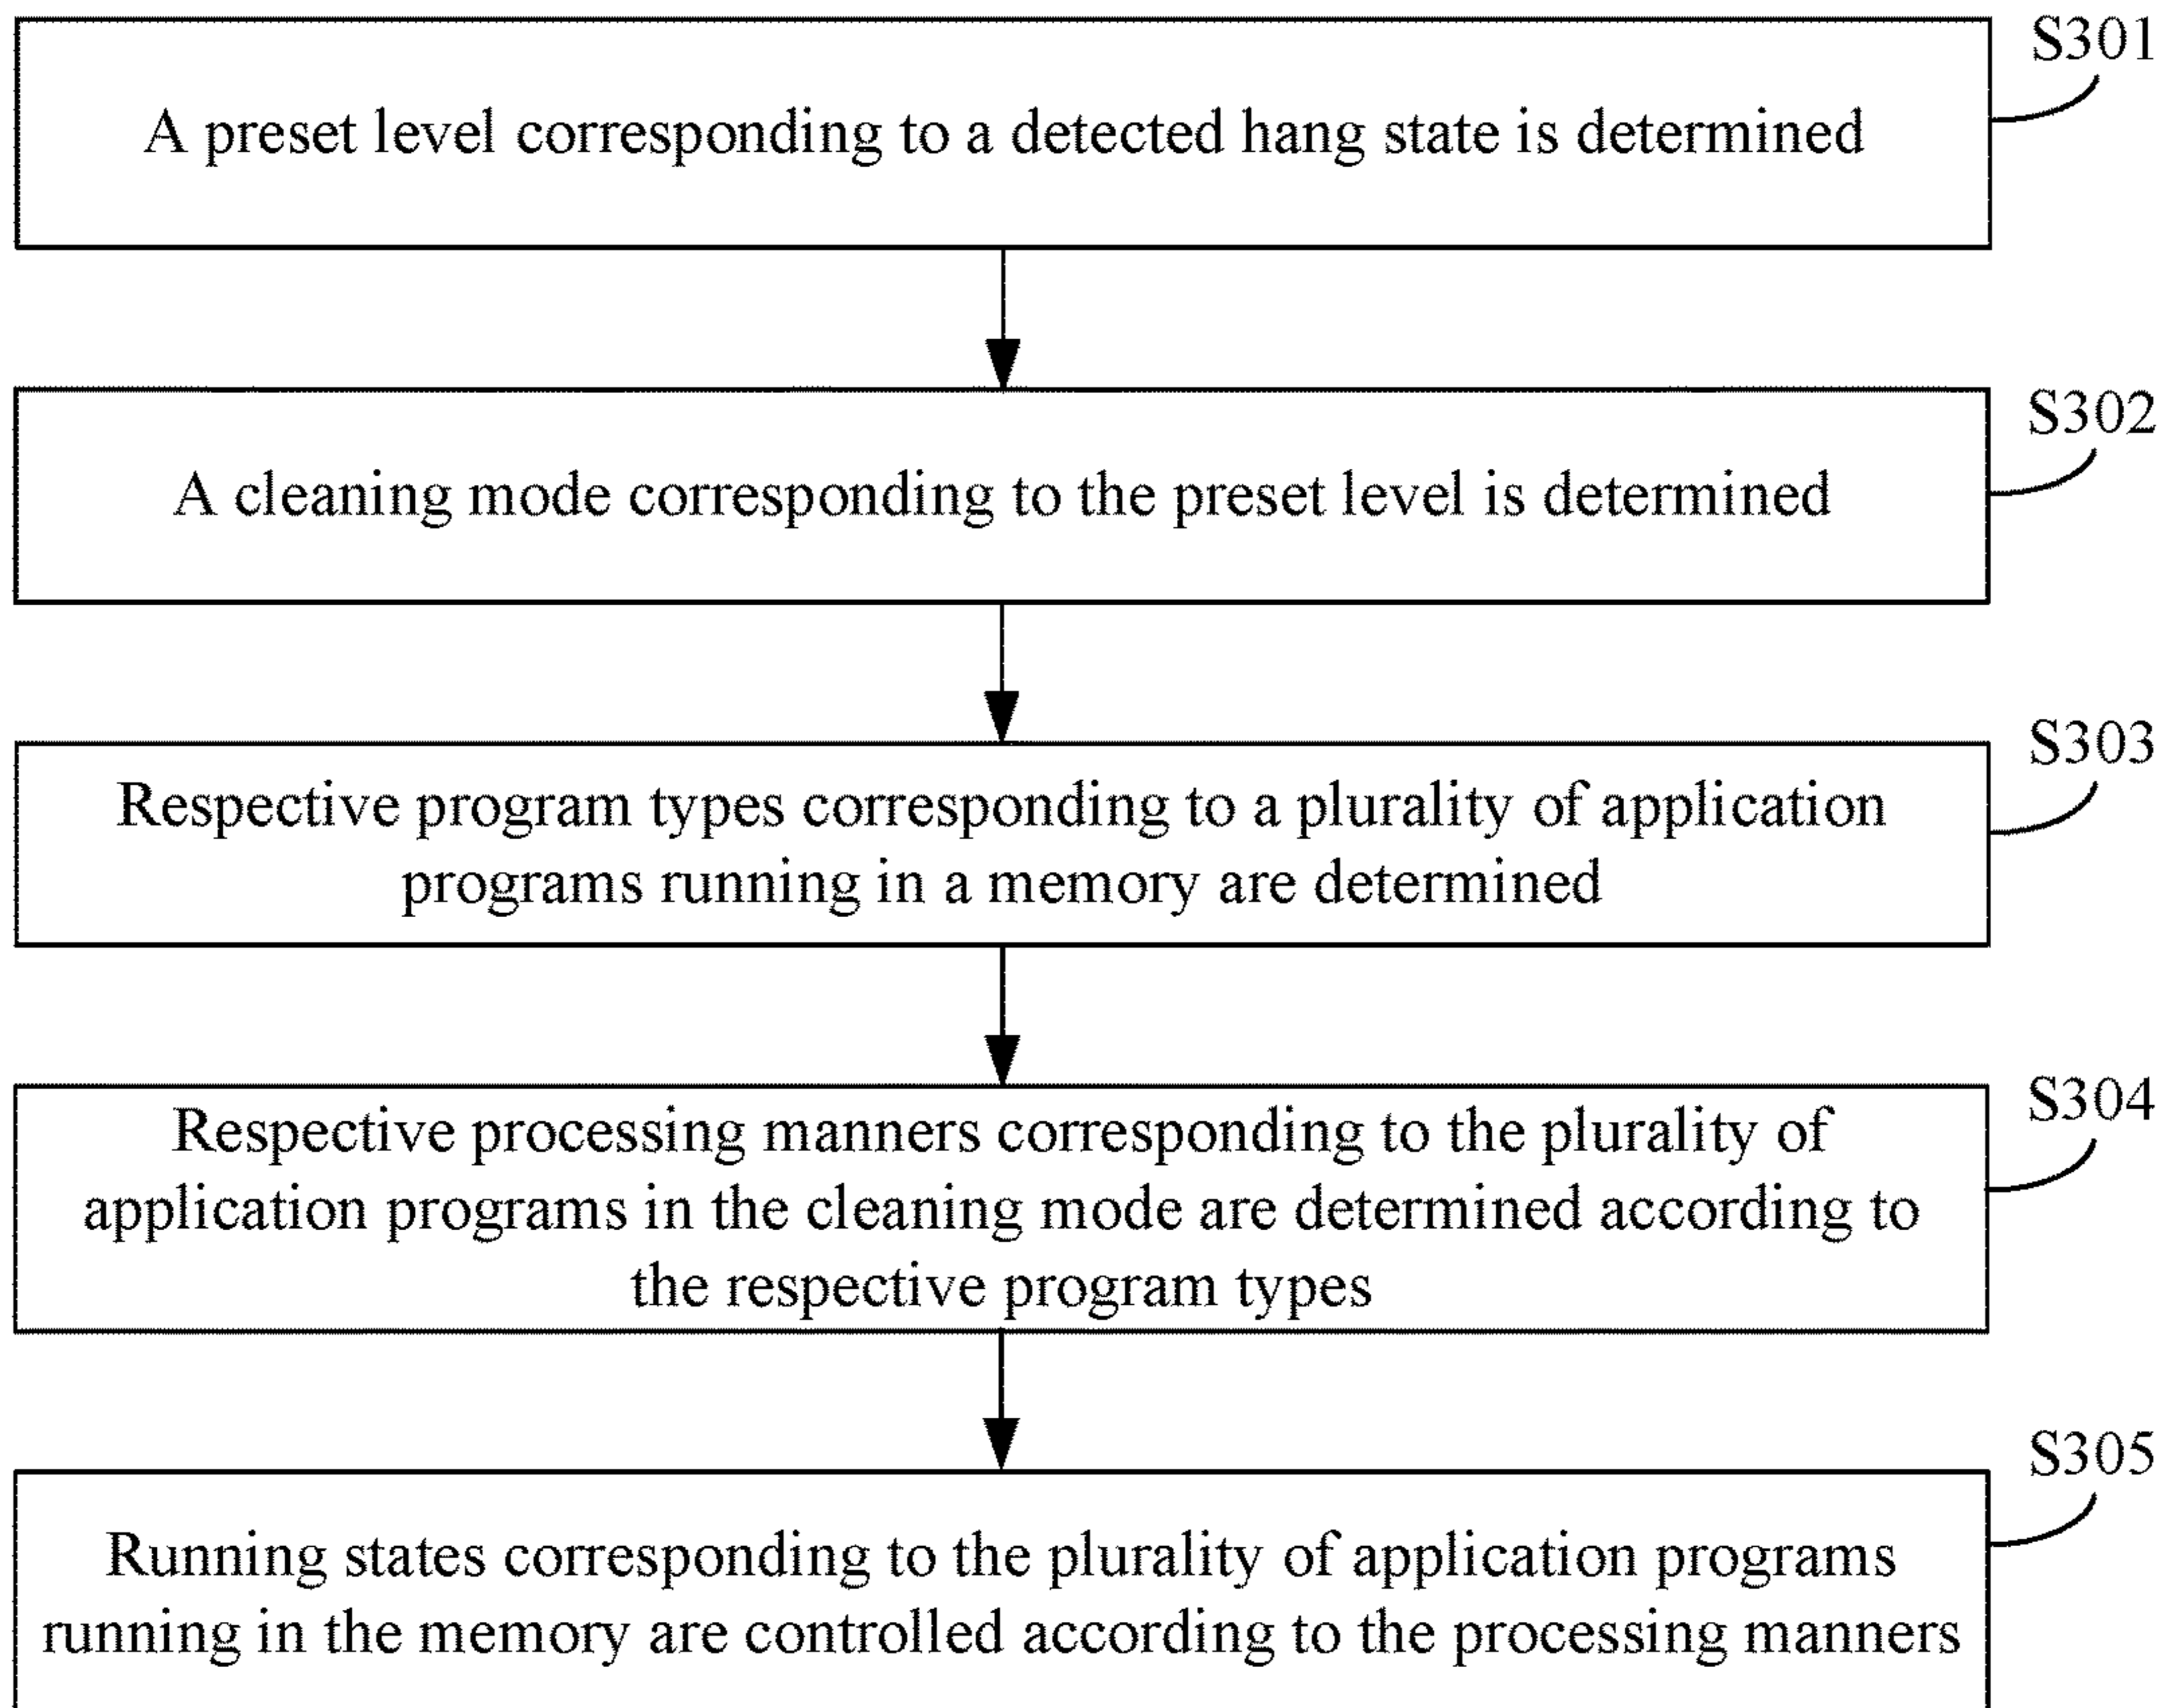 S301
A preset level corresponding to a detected hang state is determined
S302
A cleaning mode corresponding to the preset level is determined
S303
Respective program types corresponding to a plurality of application
programs running in a memory are determined
S304
Respective processing manners corresponding to the plurality of
application programs in the cleaning mode are determined according to
the respective program types
S305
Running states corresponding to the plurality of application programs
running in the memory are controlled according to the processing manners